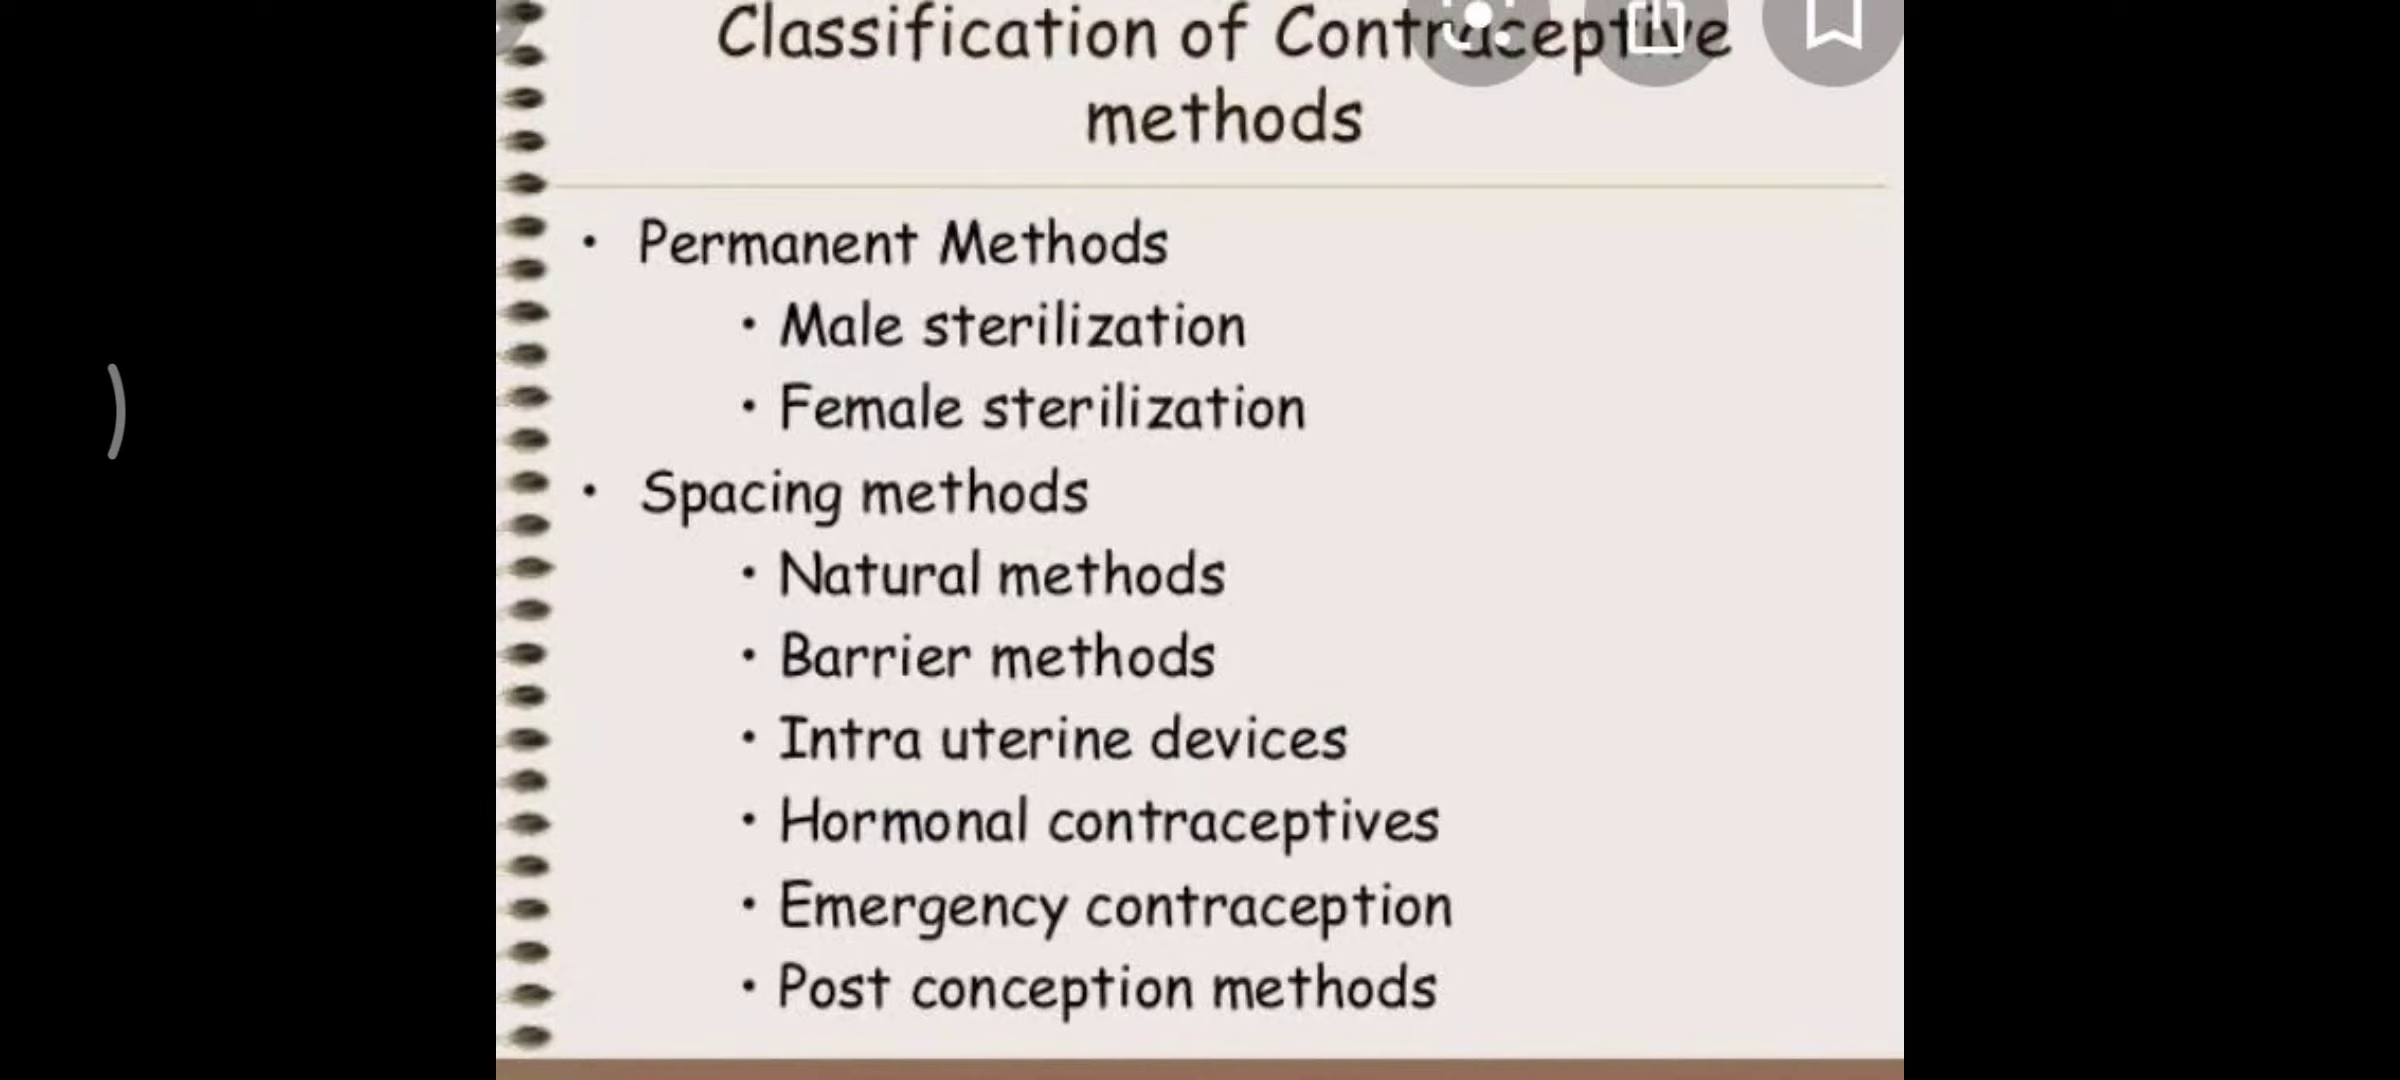 Classification of Contraceptive
methods
• Permanent Methods
• Male sterilization
• Female sterilization
• Spacing methods
• Natural methods
• Barrier methods
• Intra uterine devices
• Hormonal contraceptives
• Emergency contraception
• Post conception methods